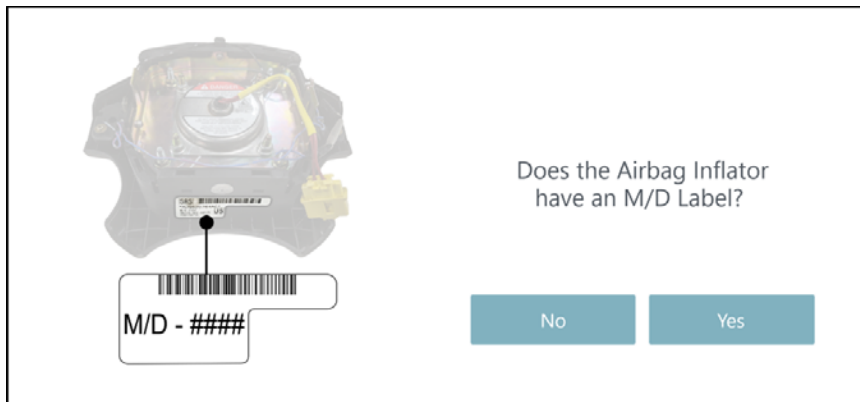 M/D - ####
Does the Airbag Inflator
have an M/D Label?
No
Yes